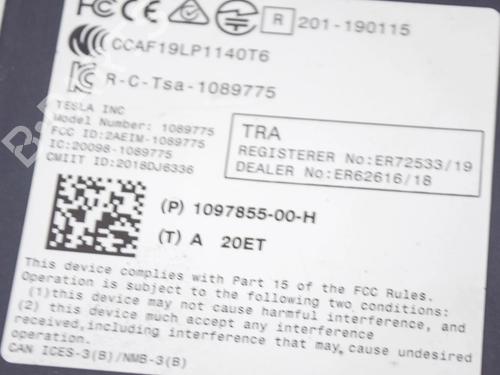 FC CE
R 201-190115
CCAF19LP1140T6
R-C-Tsa-1089775
TESLA INC
Model Number: 1089775
FCC ID:2AEIM-1089775
IC:20098-1089775
CMIIT ID:2018DJ6336
TRA
REGISTERER No:ER72533/19
DEALER No:ER62616/18
(P) 1097855-00-H
(T) A 20ET
This device complies with Part 15 of the FCC Rules.
Operation is subject to the following two conditions:
(1)this device may not cause harmful interference, and
(2) this device much accept any interference
received,including interference that may cause undesired
operation.
CAN ICES-3(B)/NMB-3(B)